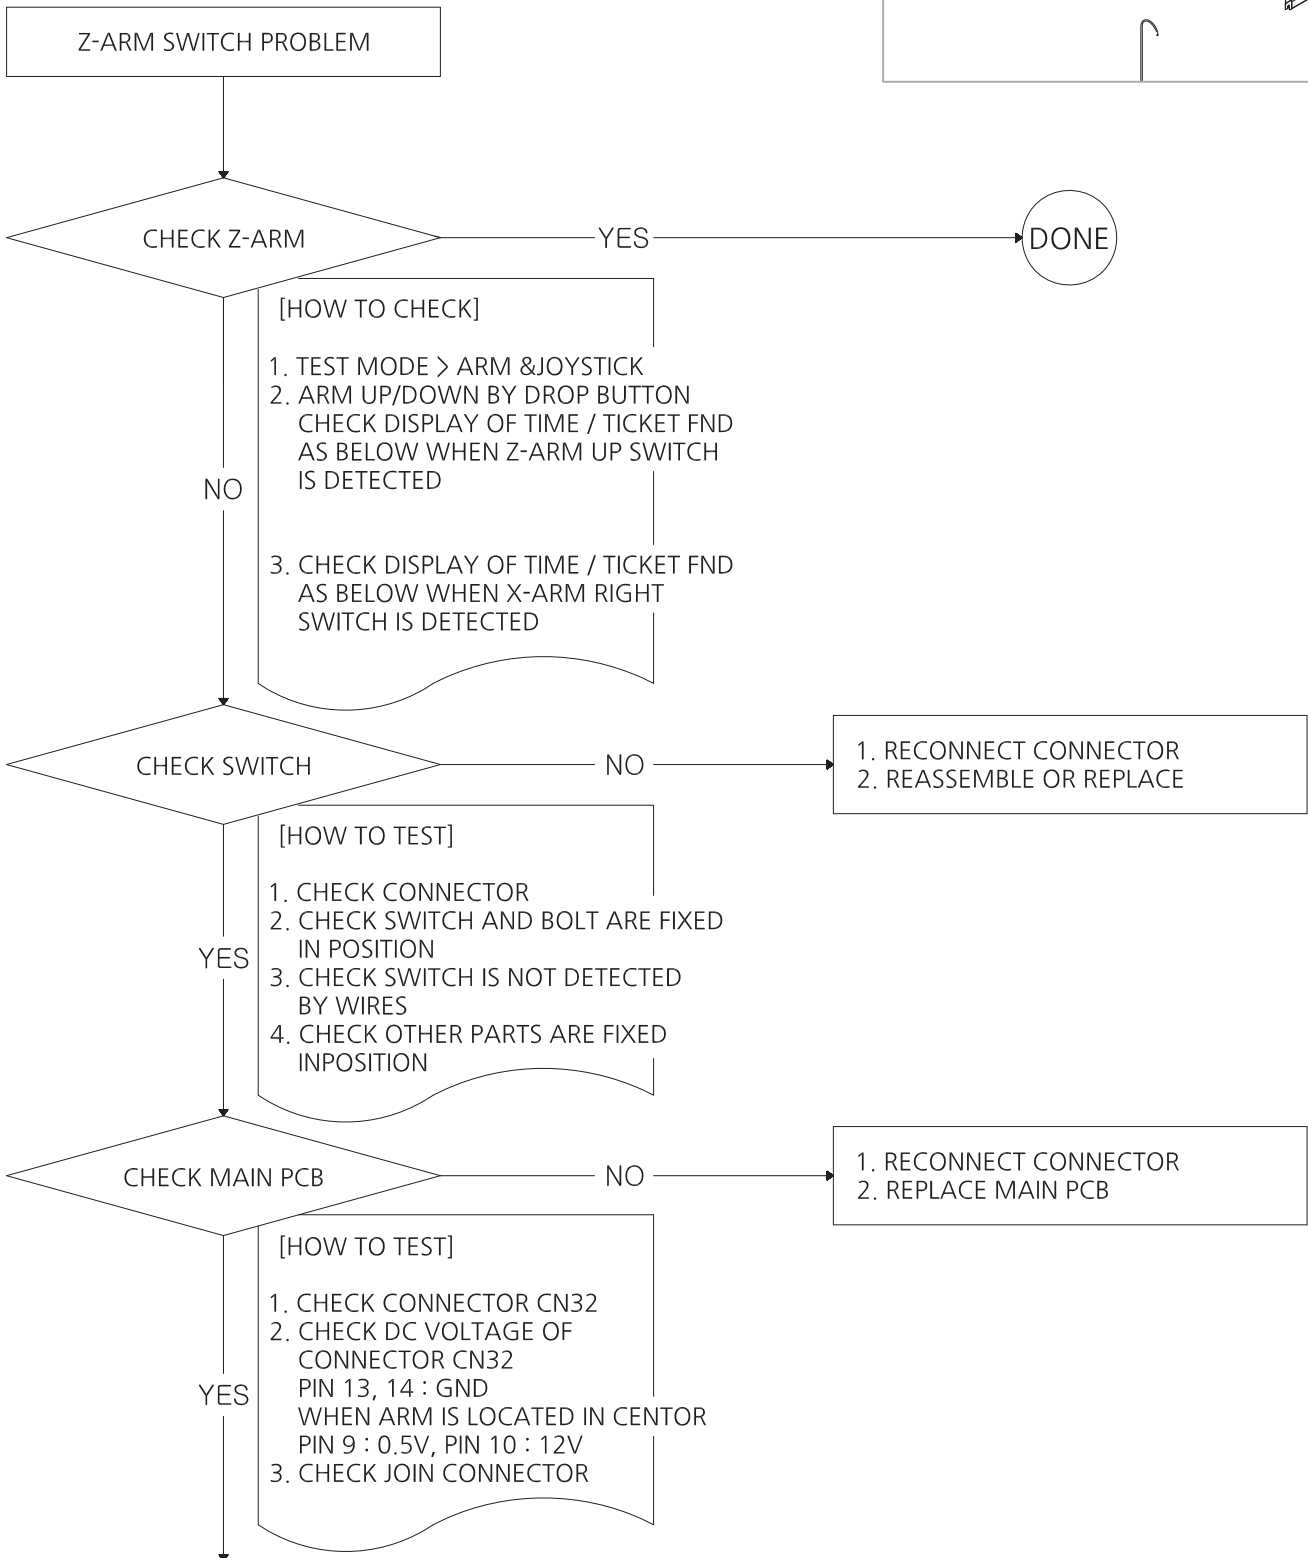 Z-ARM SWITCH PROBLEM
CHECK Z-ARM
YES
DONE
[HOW TO CHECK]
1. TEST MODE > ARM &JOYSTICK
2. ARM UP/DOWN BY DROP BUTTON
CHECK DISPLAY OF TIME / TICKET FND
AS BELOW WHEN Z-ARM UP SWITCH
IS DETECTED
NO
3. CHECK DISPLAY OF TIME / TICKET FND
AS BELOW WHEN X-ARM RIGHT
SWITCH IS DETECTED
CHECK SWITCH
NO
1. RECONNECT CONNECTOR
2. REASSEMBLE OR REPLACE
[HOW TO TEST]
1. CHECK CONNECTOR
2. CHECK SWITCH AND BOLT ARE FIXED
IN POSITION
YES
3. CHECK SWITCH IS NOT DETECTED
BY WIRES
4. CHECK OTHER PARTS ARE FIXED
INPOSITION
CHECK MAIN PCB
NO
1. RECONNECT CONNECTOR
2. REPLACE MAIN PCB
[HOW TO TEST]
1. CHECK CONNECTOR CN32
2. CHECK DC VOLTAGE OF
CONNECTOR CN32
PIN 13, 14 : GND
YES
WHEN ARM IS LOCATED IN CENTOR
PIN 9 : 0.5V, PIN 10 : 12V
3. CHECK JOIN CONNECTOR